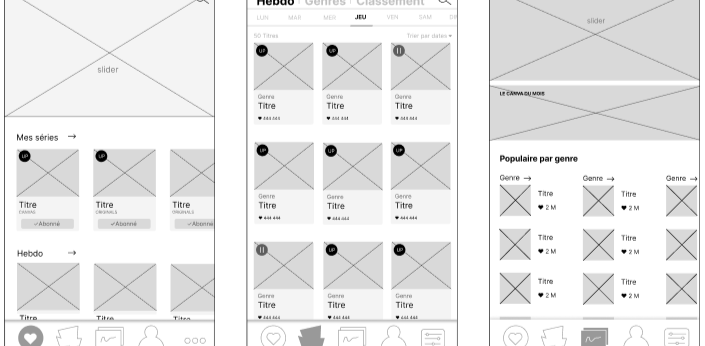 slider
Mes séries →
UP UP
Titre Titre Titre
CANVAS ORIGINALS ORIGINALS
✓Abonné ✓Abonné ✓Abonné
Hebdo →
Titre Titre Titre
Hebdo Genres Classement
LUN MAR MER JEU VEN SAM DI
50 Titres Trier par dates
UP UP
Genre Genre Genre
Titre Titre Titre
♥ 444 444 ♥ 444 444 ♥ 444 444
UP UP UP
Genre Genre Genre
Titre Titre Titre
♥ 444 444 ♥ 444 444 ♥ 444 444
UP UP
Genre Genre Genre
Titre Titre Titre
♥ 444 444 ♥ 444 444 ♥ 444 444
slider
LE CANVA DU MOIS
Populaire par genre
Genre → Genre → Genre →
Titre Titre
♥ 2 M ♥ 2 M
Titre Titre
♥ 2 M ♥ 2 M
Titre Titre
♥ 2 M ♥ 2 M